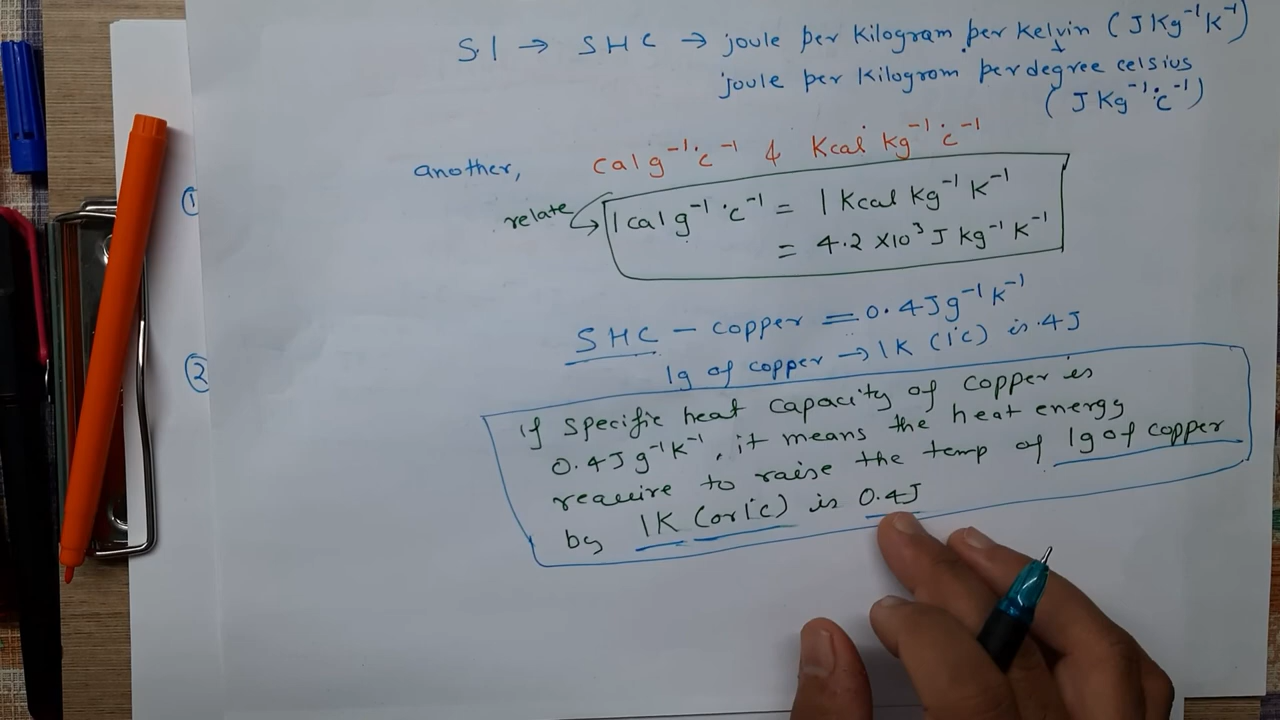 S.I → SHC → joule per kilogram per kelvin (J Kg⁻¹ K⁻¹)
joule per kilogrom per degree celsius
(J Kg⁻¹ °c⁻¹)
another, cal g⁻¹ °c⁻¹ & Kcal kg⁻¹ °c⁻¹
relate → 1 cal g⁻¹ °c⁻¹ = 1 Kcal Kg⁻¹ K⁻¹
= 4.2 ×10³ J kg⁻¹ K⁻¹
SHC – copper = 0.4 J g⁻¹ K⁻¹
1g of copper → 1K (1°c) is .4J
①
②
if specific heat capacity of copper is
0.4 J g⁻¹ K⁻¹, it means the heat energy
require to raise the temp of 1g of copper
by 1K (or 1°c) is 0.4J